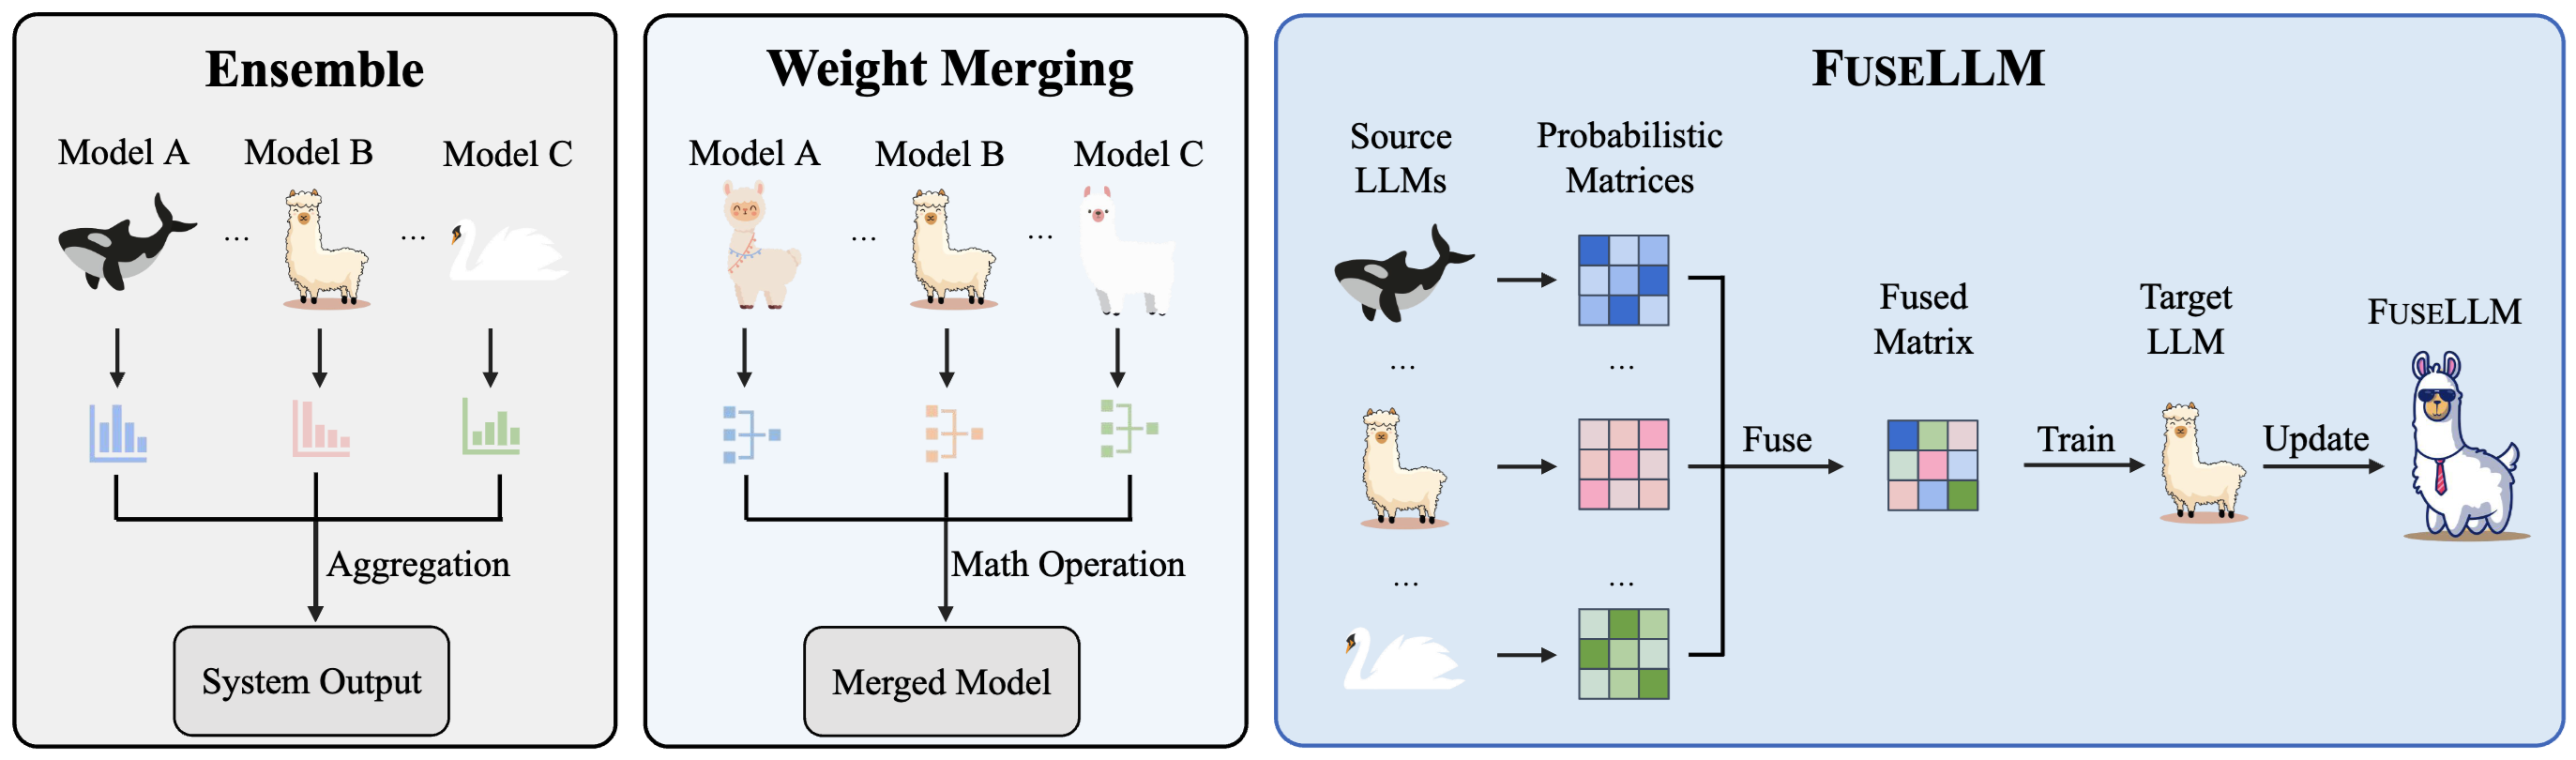 Ensemble
Model A
Model B
Model C
...
...
Aggregation
System Output
Weight Merging
Model A
Model B
Model C
...
...
Math Operation
Merged Model
FUSELLM
Source
LLMs
Probabilistic
Matrices
...
...
...
...
Fuse
Fused
Matrix
Train
Target
LLM
Update
FUSELLM